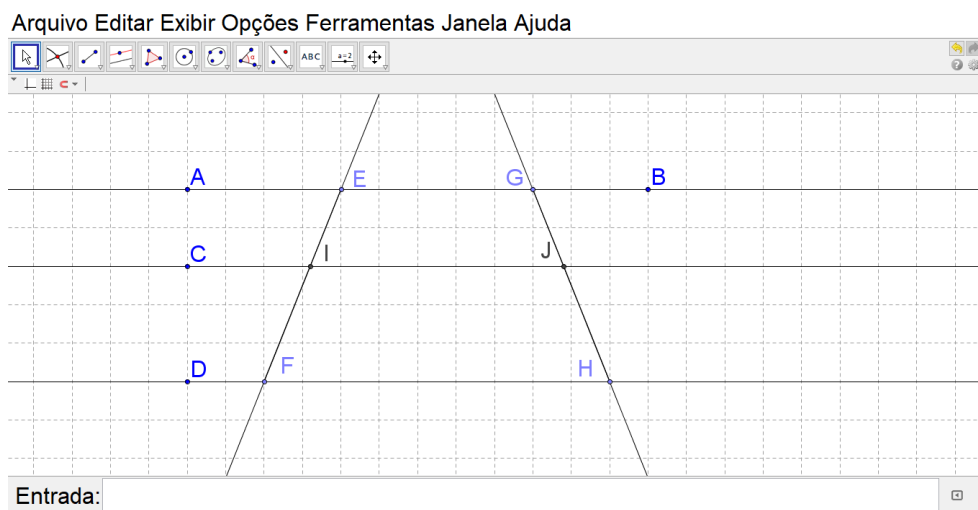 Arquivo Editar Exibir Opções Ferramentas Janela Ajuda
ABC a=2
A E G B
C I J
D F H
Entrada: